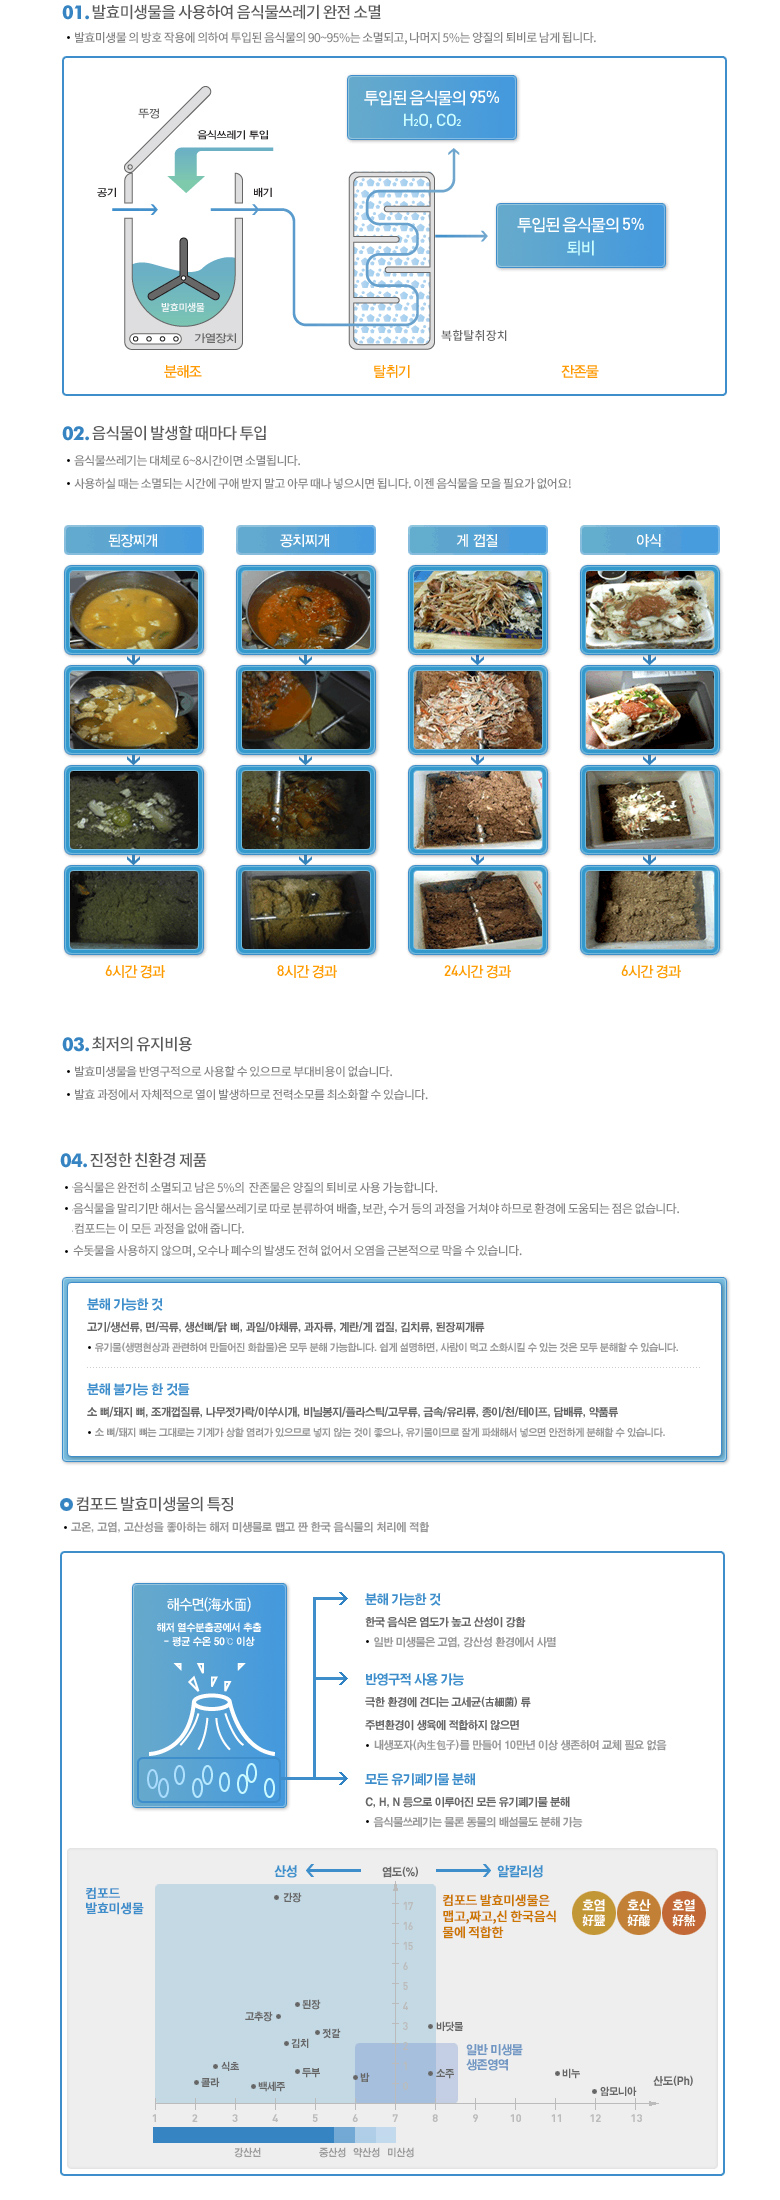 01. 발효미생물을 사용하여 음식물쓰레기 완전 소멸
• 발효미생물 의 방호 작용에 의하여 투입된 음식물의 90~95%는 소멸되고, 나머지 5%는 양질의 퇴비로 남게 됩니다.
뚜껑
음식쓰레기 투입
공기
배기
발효미생물
가열장치
투입된 음식물의 95%
H₂O, CO₂
투입된 음식물의 5%
퇴비
복합탈취장치
분해조
탈취기
잔존물
02. 음식물이 발생할 때마다 투입
• 음식물쓰레기는 대체로 6~8시간이면 소멸됩니다.
• 사용하실 때는 소멸되는 시간에 구애 받지 말고 아무 때나 넣으시면 됩니다. 이젠 음식물을 모을 필요가 없어요!
된장찌개
꽁치찌개
게 껍질
야식
6시간 경과
8시간 경과
24시간 경과
6시간 경과
03. 최저의 유지비용
• 발효미생물을 반영구적으로 사용할 수 있으므로 부대비용이 없습니다.
• 발효 과정에서 자체적으로 열이 발생하므로 전력소모를 최소화할 수 있습니다.
04. 진정한 친환경 제품
• 음식물은 완전히 소멸되고 남은 5%의 잔존물은 양질의 퇴비로 사용 가능합니다.
• 음식물을 말리기만 해서는 음식물쓰레기로 따로 분류하여 배출, 보관, 수거 등의 과정을 거쳐야 하므로 환경에 도움되는 점은 없습니다.
컴포드는 이 모든 과정을 없애 줍니다.
• 수돗물을 사용하지 않으며, 오수나 폐수의 발생도 전혀 없어서 오염을 근본적으로 막을 수 있습니다.
분해 가능한 것
고기/생선류, 면/곡류, 생선뼈/닭 뼈, 과일/야채류, 과자류, 계란/게 껍질, 김치류, 된장찌개류
• 유기물(생명현상과 관련하여 만들어진 화합물)은 모두 분해 가능합니다. 쉽게 설명하면, 사람이 먹고 소화시킬 수 있는 것은 모두 분해할 수 있습니다.
분해 불가능 한 것들
소 뼈/돼지 뼈, 조개껍질류, 나무젓가락/이쑤시개, 비닐봉지/플라스틱/고무류, 금속/유리류, 종이/천/테이프, 담배류, 약품류
• 소 뼈/돼지 뼈는 그대로는 기계가 상할 염려가 있으므로 넣지 않는 것이 좋으나, 유기물이므로 잘게 파쇄해서 넣으면 안전하게 분해할 수 있습니다.
컴포드 발효미생물의 특징
• 고온, 고염, 고산성을 좋아하는 해저 미생물로 맵고 짠 한국 음식물의 처리에 적합
해수면(海水面)
해저 열수분출공에서 추출
- 평균 수온 50℃ 이상
분해 가능한 것
한국 음식은 염도가 높고 산성이 강함
• 일반 미생물은 고염, 강산성 환경에서 사멸
반영구적 사용 가능
극한 환경에 견디는 고세균(古細菌) 류
주변환경이 생육에 적합하지 않으면
• 내생포자(內生包子)를 만들어 10만년 이상 생존하여 교체 필요 없음
모든 유기폐기물 분해
C, H, N 등으로 이루어진 모든 유기폐기물 분해
• 음식물쓰레기는 물론 동물의 배설물도 분해 가능
산성
염도(%)
알칼리성
컴포드
발효미생물
간장
컴포드 발효미생물은
맵고,짜고,신 한국음식
물에 적합한
호염
好鹽
호산
好酸
호열
好熱
17
16
15
6
5
4
3
된장
고추장
젓갈
김치
바닷물
일반 미생물
생존영역
식초
콜라
두부
백세주
밥
소주
비누
암모니아
산도(Ph)
1 2 3 4 5 6 7 8 9 10 11 12 13
강산선
중산성
약산성
미산성